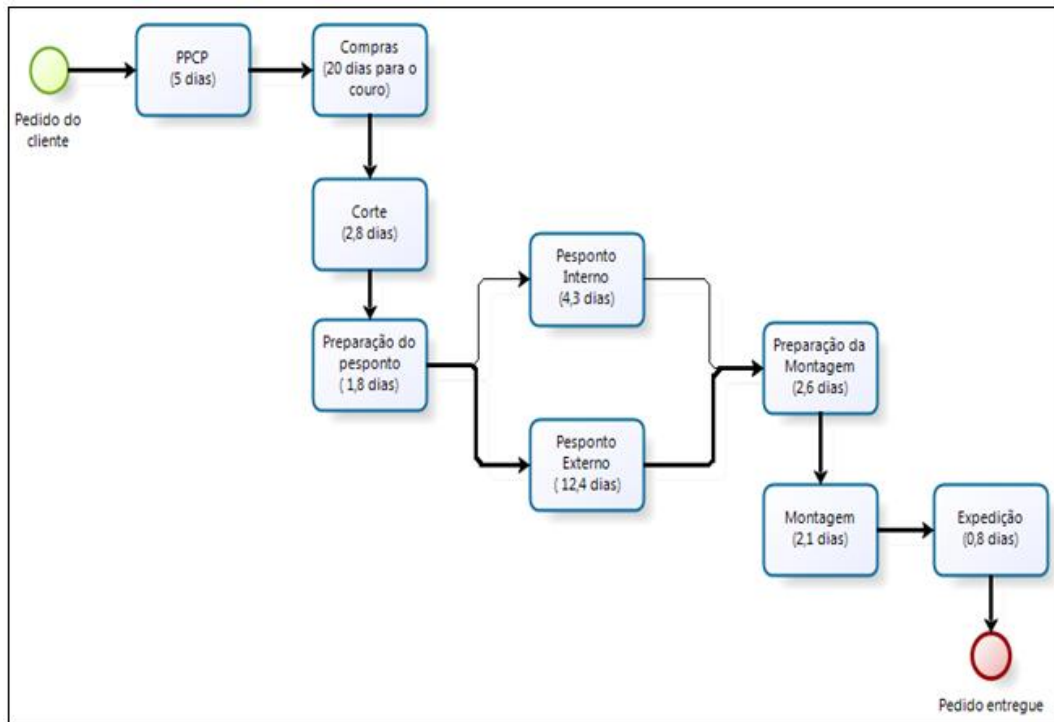 PPCP
(5 dias)
Compras
(20 dias para o
couro)
Pedido do
cliente
Corte
(2,8 dias)
Pesponto
Interno
(4,3 dias)
Preparação do
pesponto
( 1,8 dias)
Preparação da
Montagem
(2,6 dias)
Pesponto
Externo
( 12,4 dias)
Montagem
(2,1 dias)
Expedição
(0,8 dias)
Pedido entregue